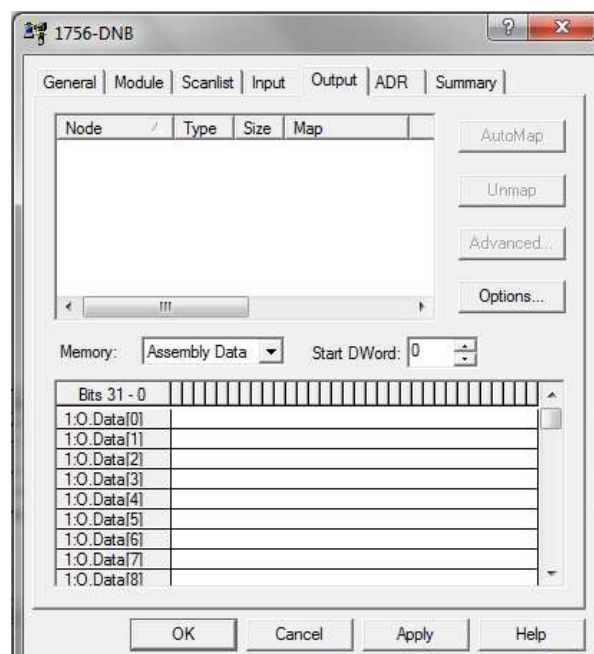 1756-DNB
General Module Scanlist Input Output ADR Summary
Node Type Size Map
AutoMap
Unmap
Advanced...
Options...
Memory: Assembly Data Start DWord: 0
Bits 31 - 0
1:O.Data[0]
1:O.Data[1]
1:O.Data[2]
1:O.Data[3]
1:O.Data[4]
1:O.Data[5]
1:O.Data[6]
1:O.Data[7]
1:O.Data[8]
OK Cancel Apply Help